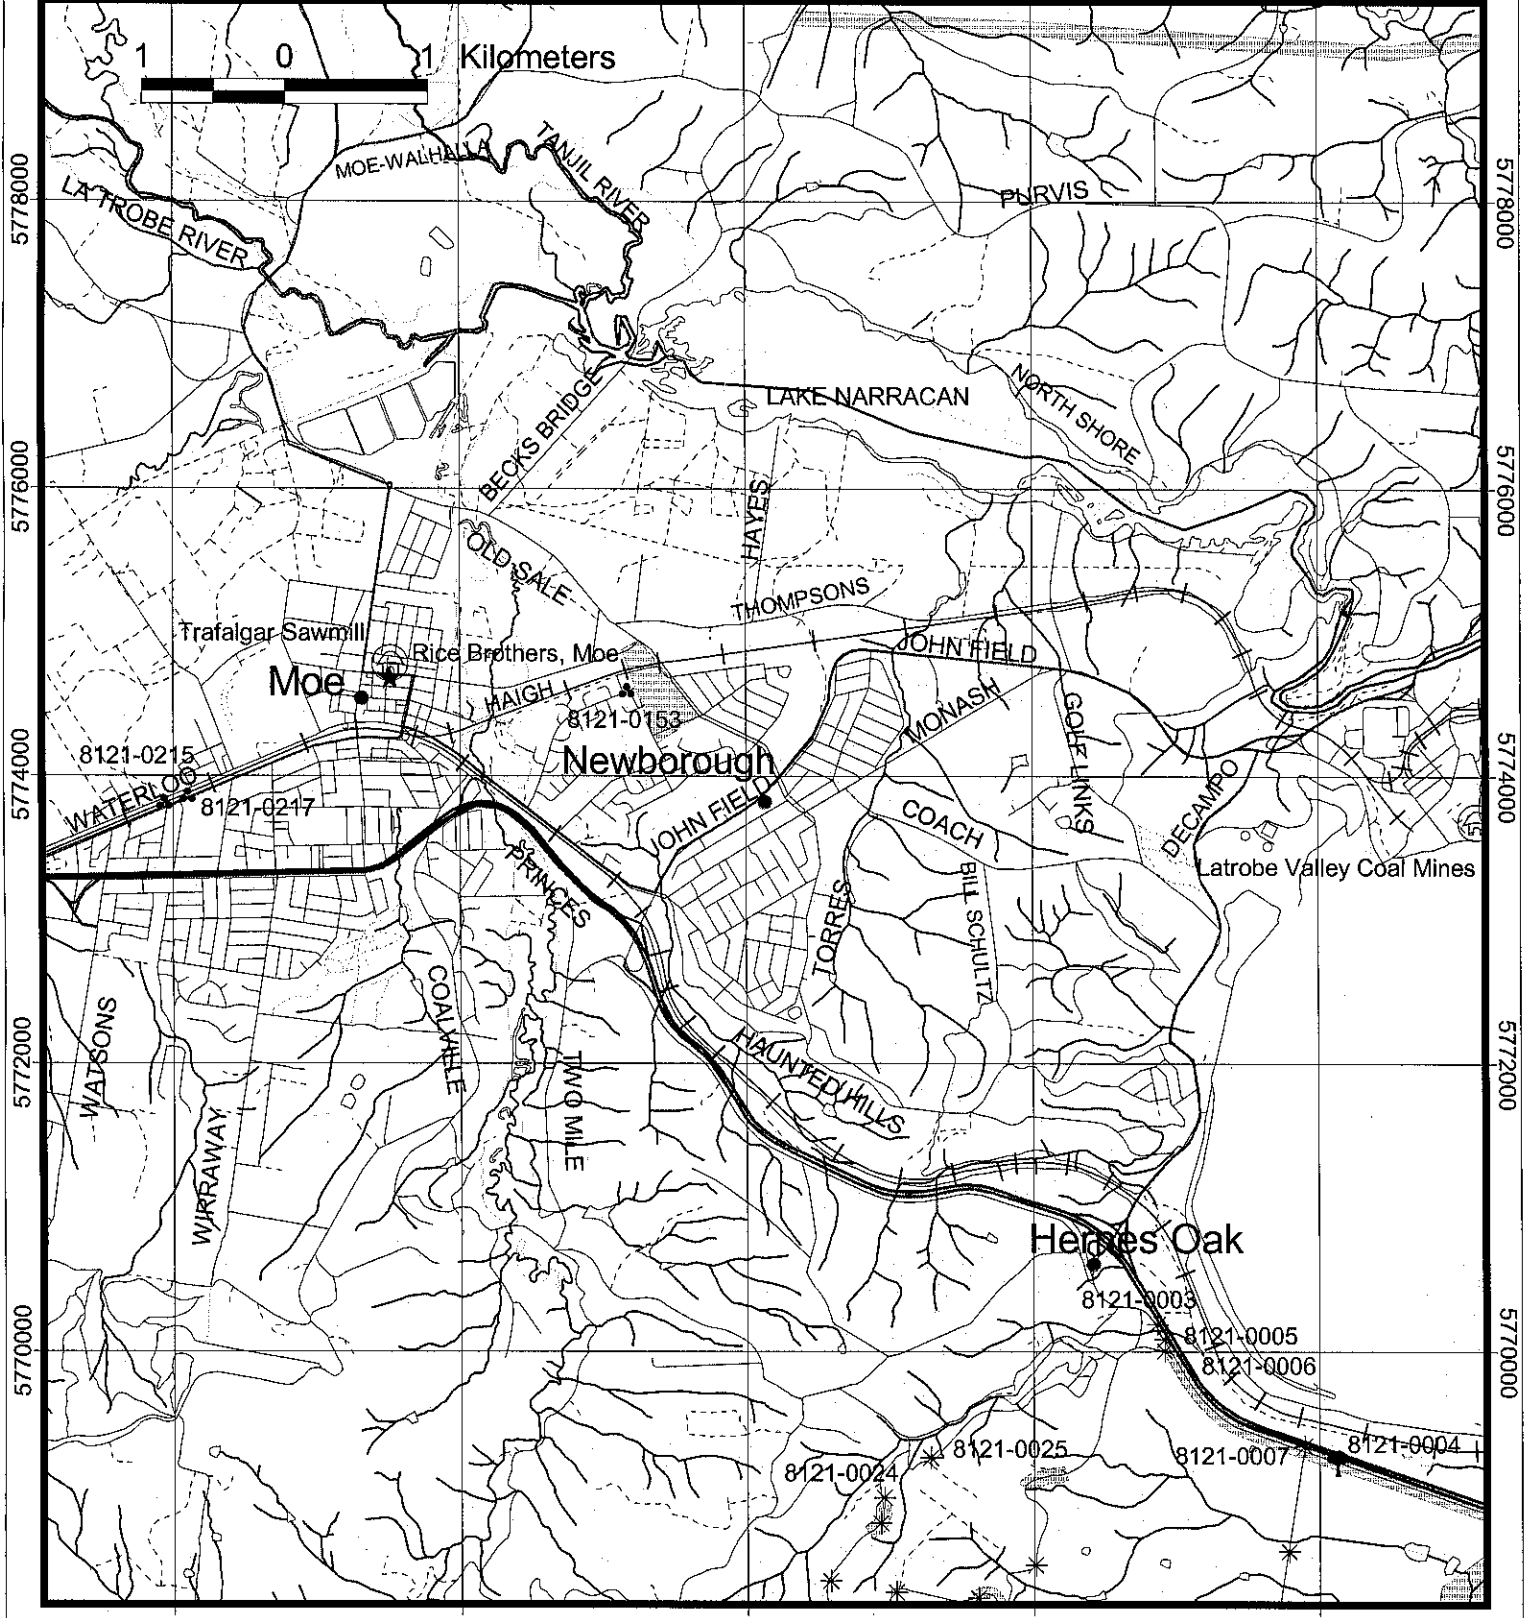 1 0 1 Kilometers
MOE-WALHALLA
TANJIL RIVER
5778000
LA TROBE RIVER
PURVIS
5778000
LAKE NARRACAN
NORTH SHORE
BECKS BRIDGE
5776000
HAYES
5776000
OLD SALE
THOMPSONS
Trafalgar Sawmill
Rice Brothers, Moe
JOHN FIELD
Moe
HAIGH
8121-0153
MONASH
GOLF LINKS
8121-0215
Newborough
5774000
WATERLOO
8121-0217
JOHN FIELD
COACH
DECAMPO
5774000
Latrobe Valley Coal Mines
PRINCES
TORRES
BILL SCHULTZ
COALVILLE
WATSONS
5772000
TWO MILE
HAUNTED HILLS
5772000
WIRRAWAY
Hernes Oak
8121-0003
8121-0005
5770000
8121-0006
5770000
8121-0025
8121-0024
8121-0007
8121-0004